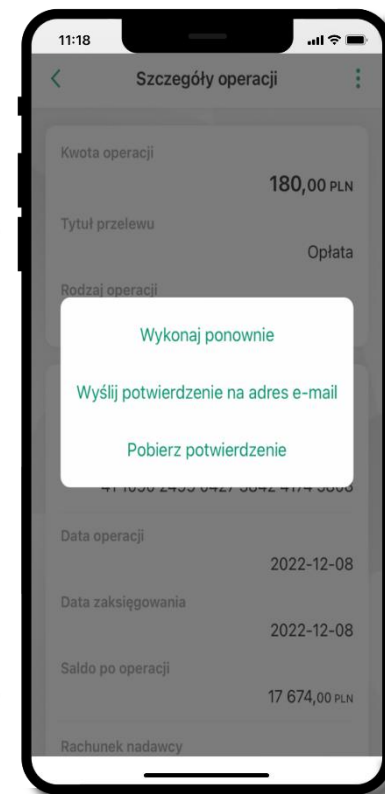 11:18
Szczegóły operacji
Kwota operacji
180,00 PLN
Tytuł przelewu
Opłata
Rodzaj operacji
Wykonaj ponownie
Wyślij potwierdzenie na adres e-mail
Pobierz potwierdzenie
Data operacji
2022-12-08
Data zaksięgowania
2022-12-08
Saldo po operacji
17 674,00 PLN
Rachunek nadawcy